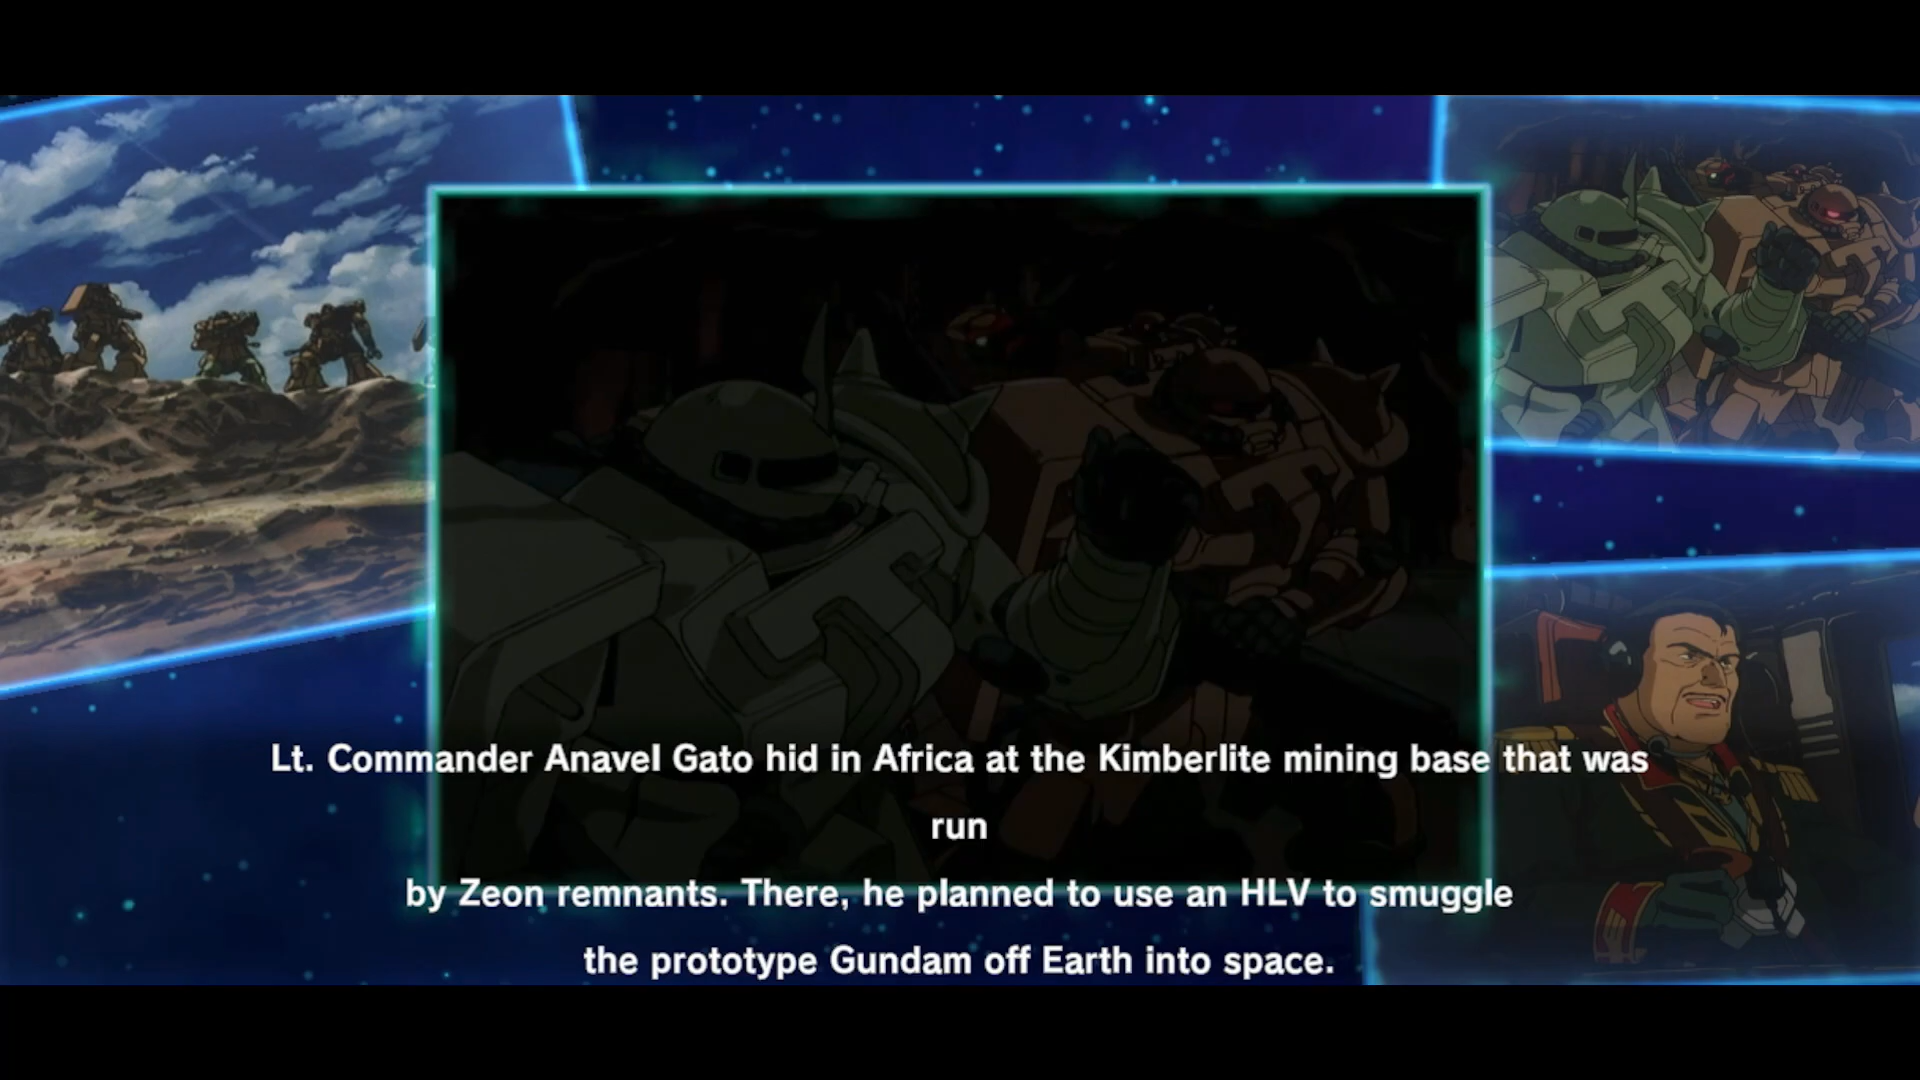 Lt. Commander Anavel Gato hid in Africa at the Kimberlite mining base that was
run
by Zeon remnants. There, he planned to use an HLV to smuggle
the prototype Gundam off Earth into space.